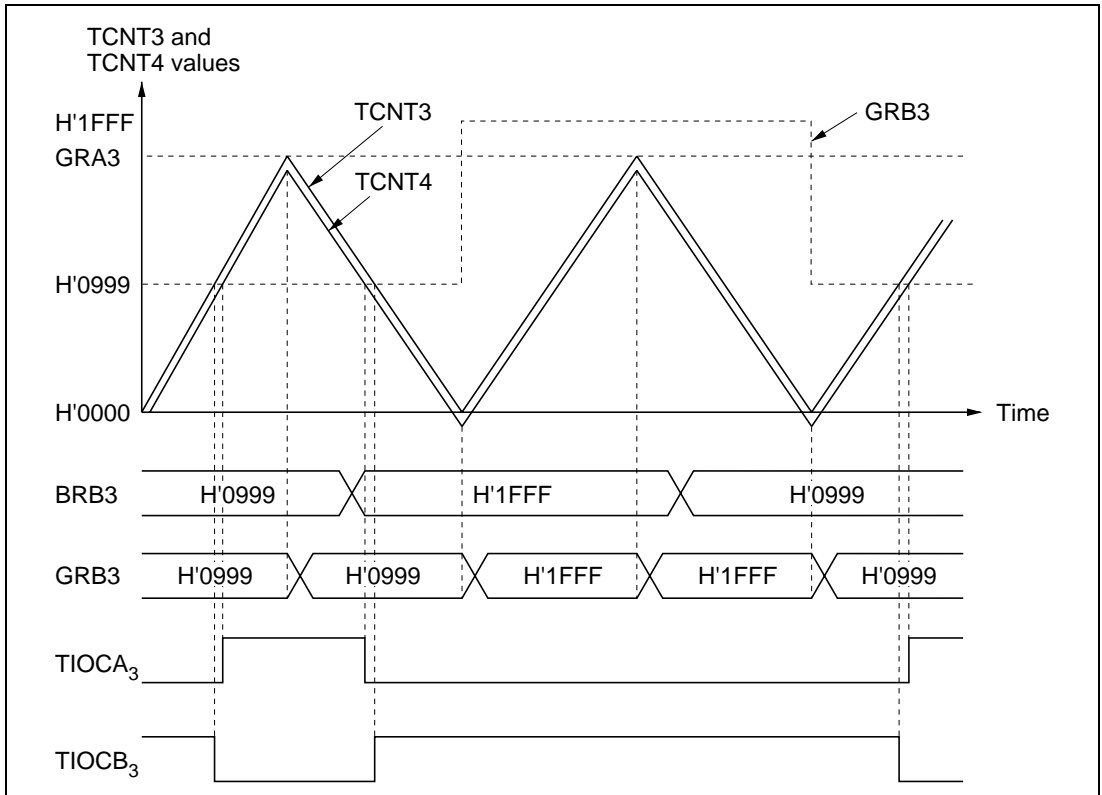 TCNT3 and
TCNT4 values
H'1FFF
GRA3
TCNT3
TCNT4
GRB3
H'0999
H'0000
Time
BRB3
H'0999
H'1FFF
H'0999
GRB3
H'0999
H'0999
H'1FFF
H'1FFF
H'0999
TIOCA3
TIOCB3